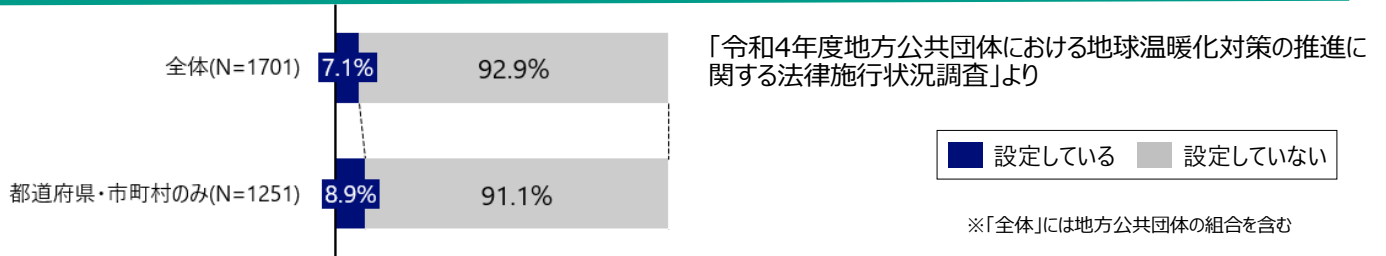 全体(N=1701) 7.1% 92.9%
「令和4年度地方公共団体における地球温暖化対策の推進に
関する法律施行状況調査」より
設定している 設定していない
都道府県・市町村のみ(N=1251) 8.9% 91.1%
※「全体」には地方公共団体の組合を含む